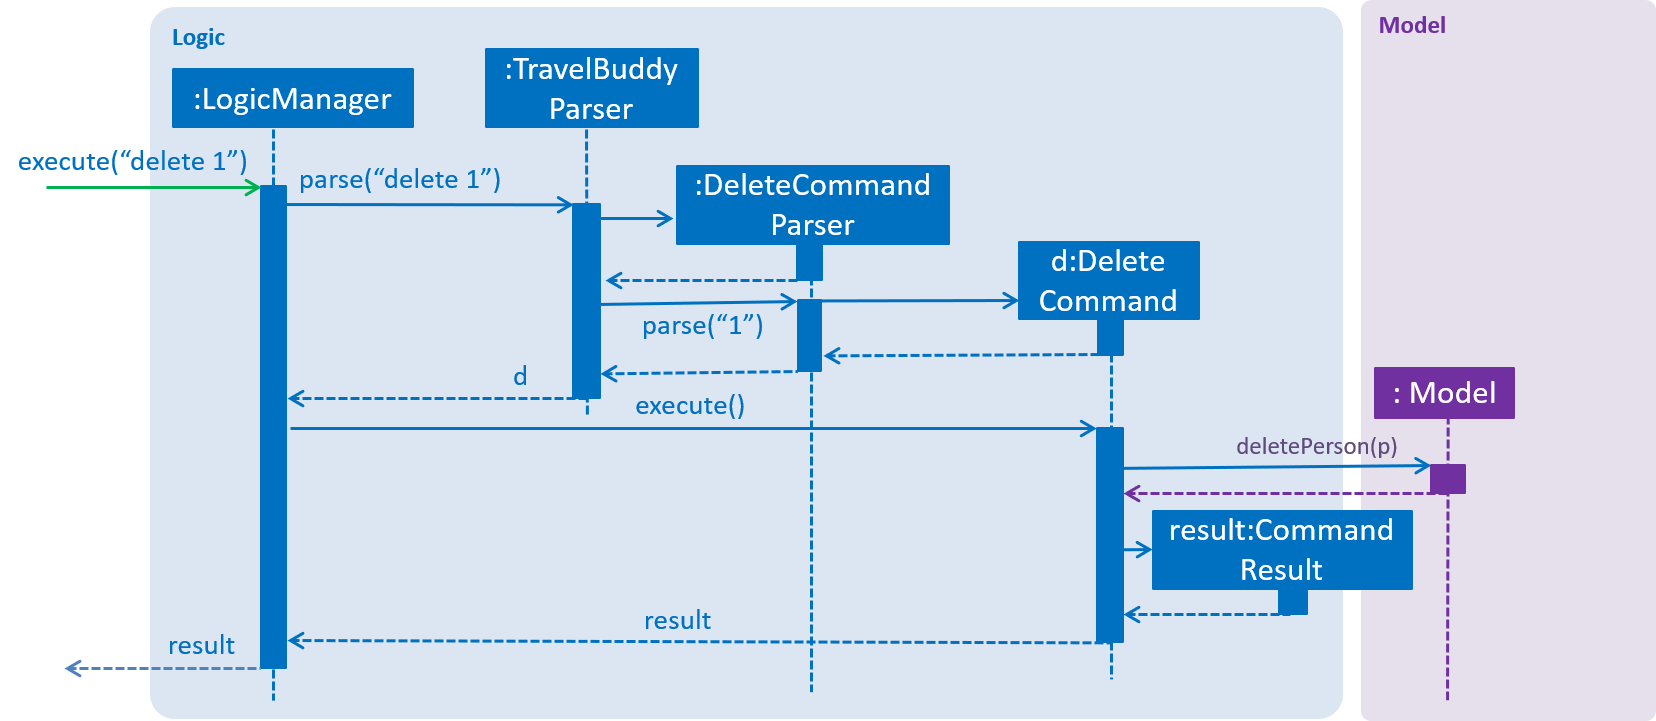 Logic
Model
:LogicManager
:TravelBuddy
Parser
execute(“delete 1”)
parse(“delete 1”)
:DeleteCommand
Parser
d:Delete
Command
parse(“1”)
d
execute()
: Model
deletePerson(p)
result:Command
Result
result
result